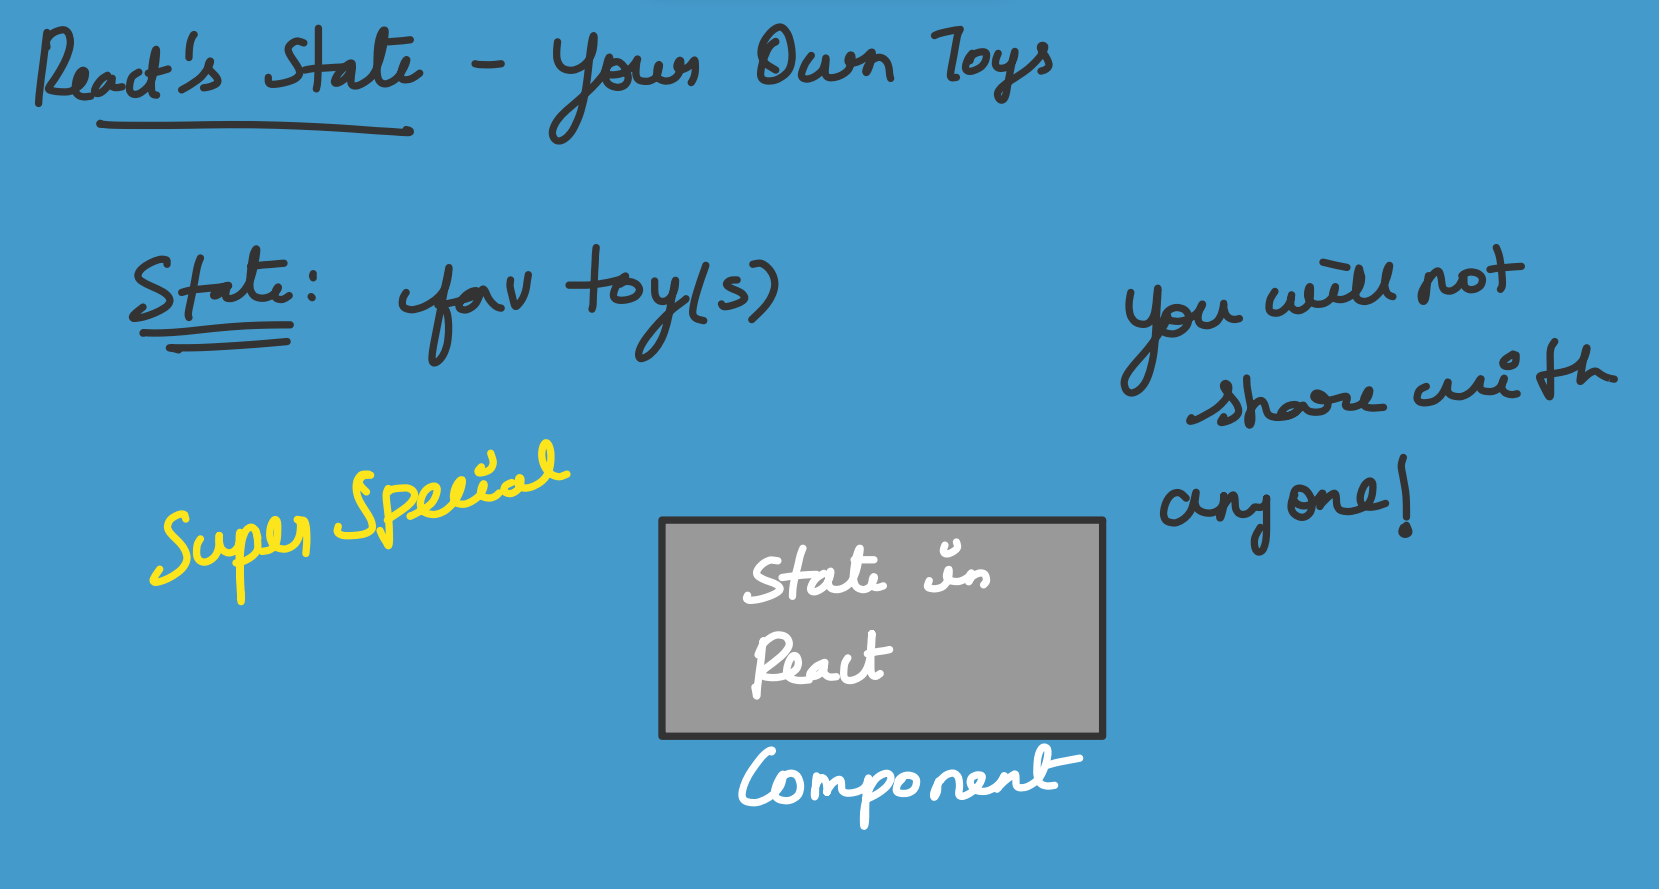 React's State - Your Own Toys
State: fav toy(s)
You will not
share with
anyone!
Super Special
State in
React
Component